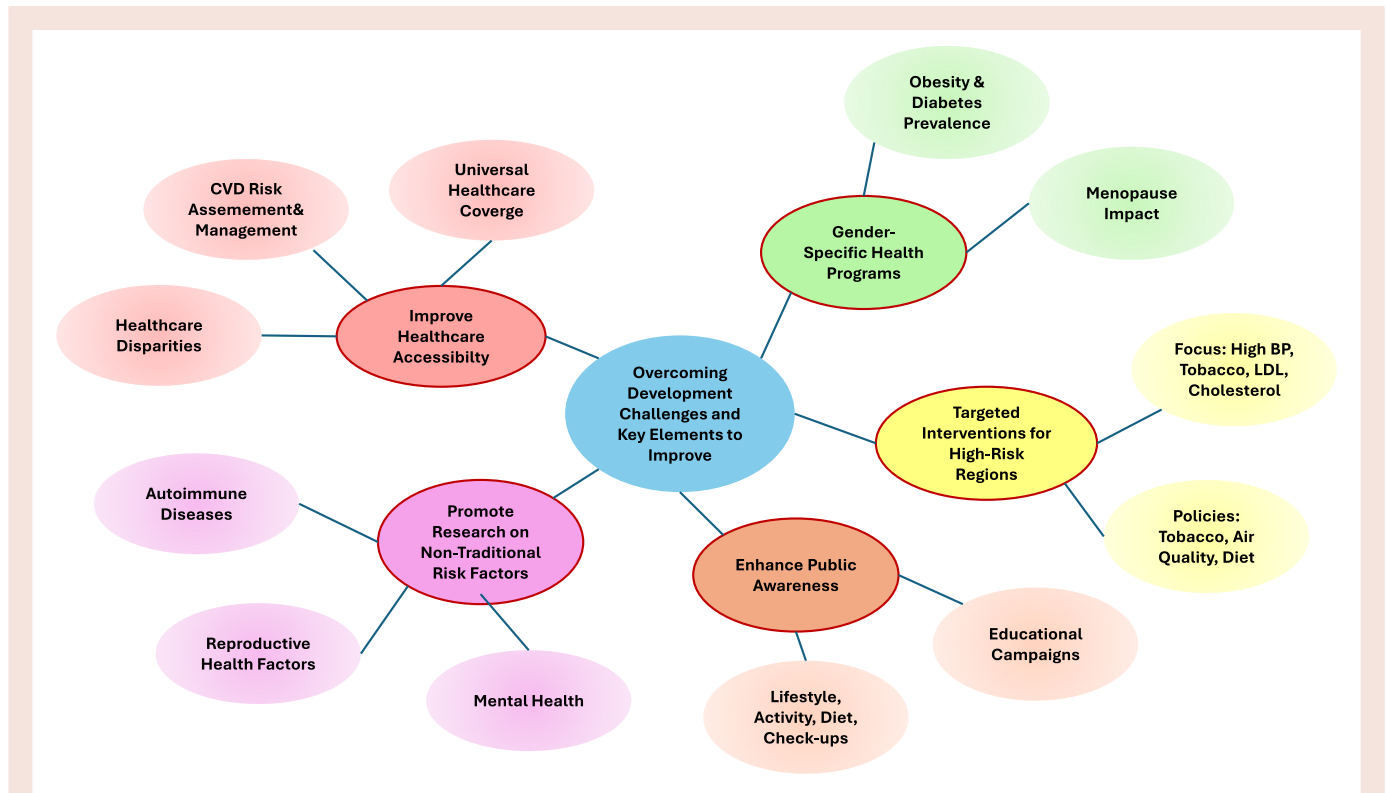 Obesity &
Diabetes
Prevalence
Menopause
Impact
Gender-
Specific Health
Programs
Universal
Healthcare
Coverge
CVD Risk
Assemement&
Management
Healthcare
Disparities
Improve
Healthcare
Accessibilty
Overcoming
Development
Challenges and
Key Elements to
Improve
Focus: High BP,
Tobacco, LDL,
Cholesterol
Targeted
Interventions for
High-Risk
Regions
Policies:
Tobacco, Air
Quality, Diet
Autoimmune
Diseases
Promote
Research on
Non-Traditional
Risk Factors
Reproductive
Health Factors
Mental Health
Enhance Public
Awareness
Educational
Campaigns
Lifestyle,
Activity, Diet,
Check-ups